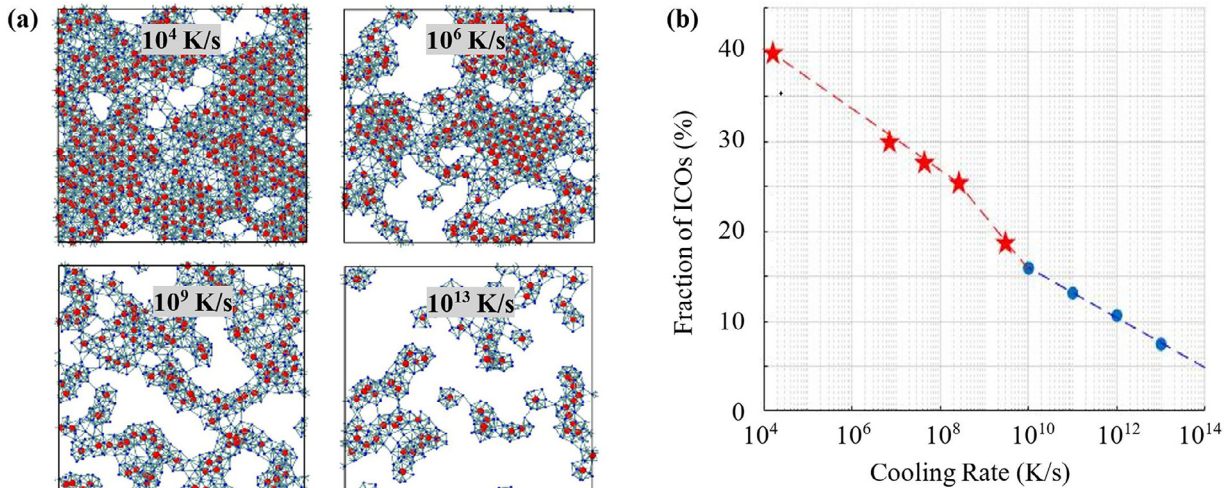 (a)
10⁴ K/s
10⁶ K/s
10⁹ K/s
10¹³ K/s
(b)
Fraction of ICOs (%)
40
30
20
10
0
10⁴ 10⁶ 10⁸ 10¹⁰ 10¹² 10¹⁴
Cooling Rate (K/s)